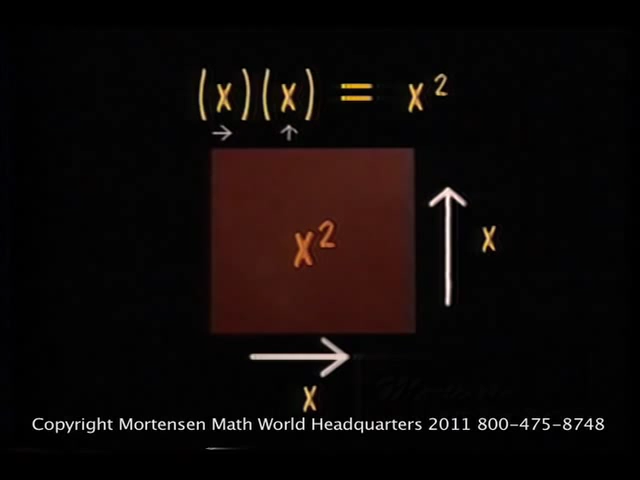 (x)(x) = x²
x²
x
x
Copyright Mortensen Math World Headquarters 2011 800-475-8748